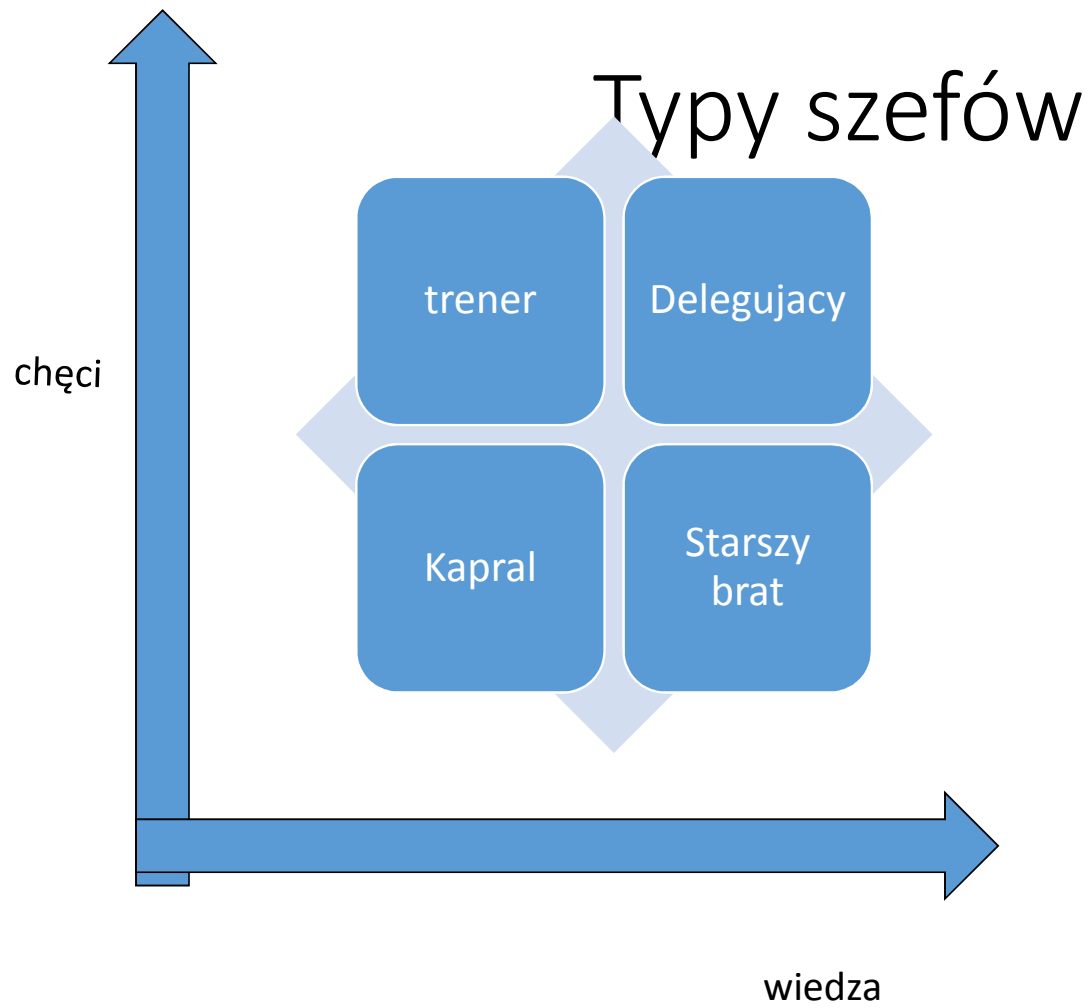 Typy szefów
trener
Delegujacy
chęci
Kapral
Starszy
brat
wiedza